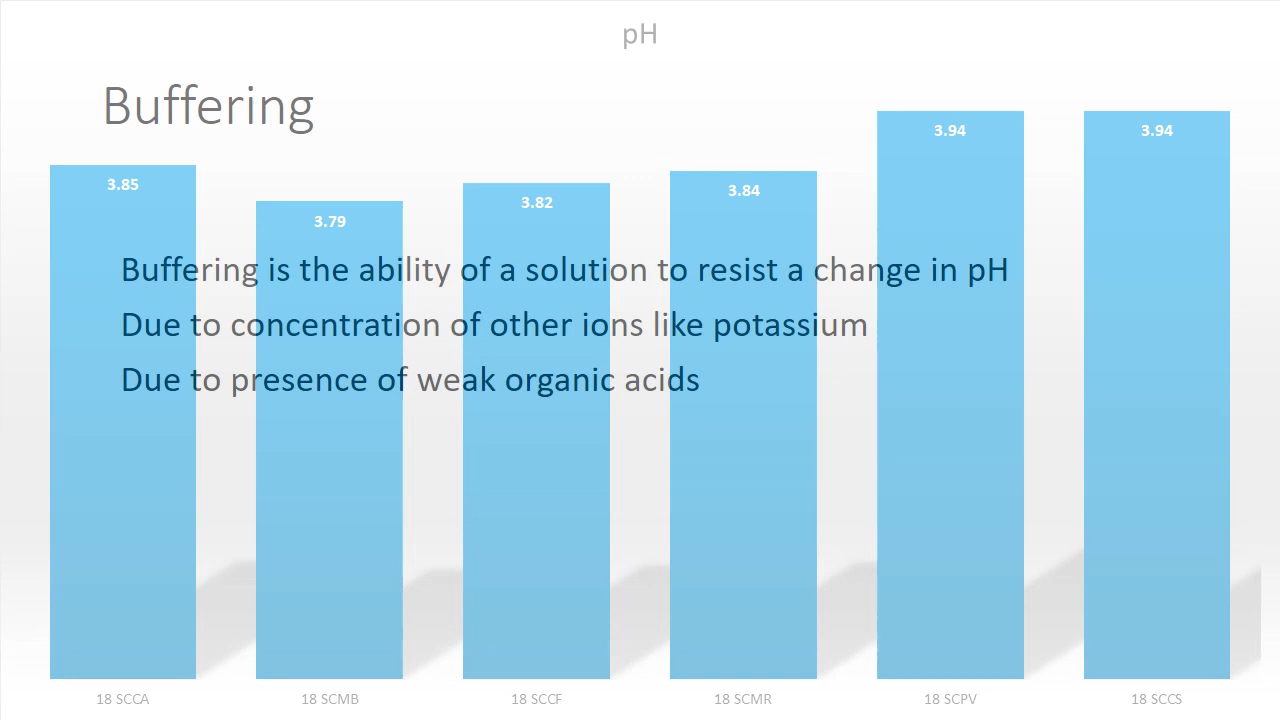 pH
Buffering
3.94
3.94
3.85
3.84
3.82
3.79
Buffering is the ability of a solution to resist a change in pH
Due to concentration of other ions like potassium
Due to presence of weak organic acids
18 SCCA
18 SCMB
18 SCCF
18 SCMR
18 SCPV
18 SCCS